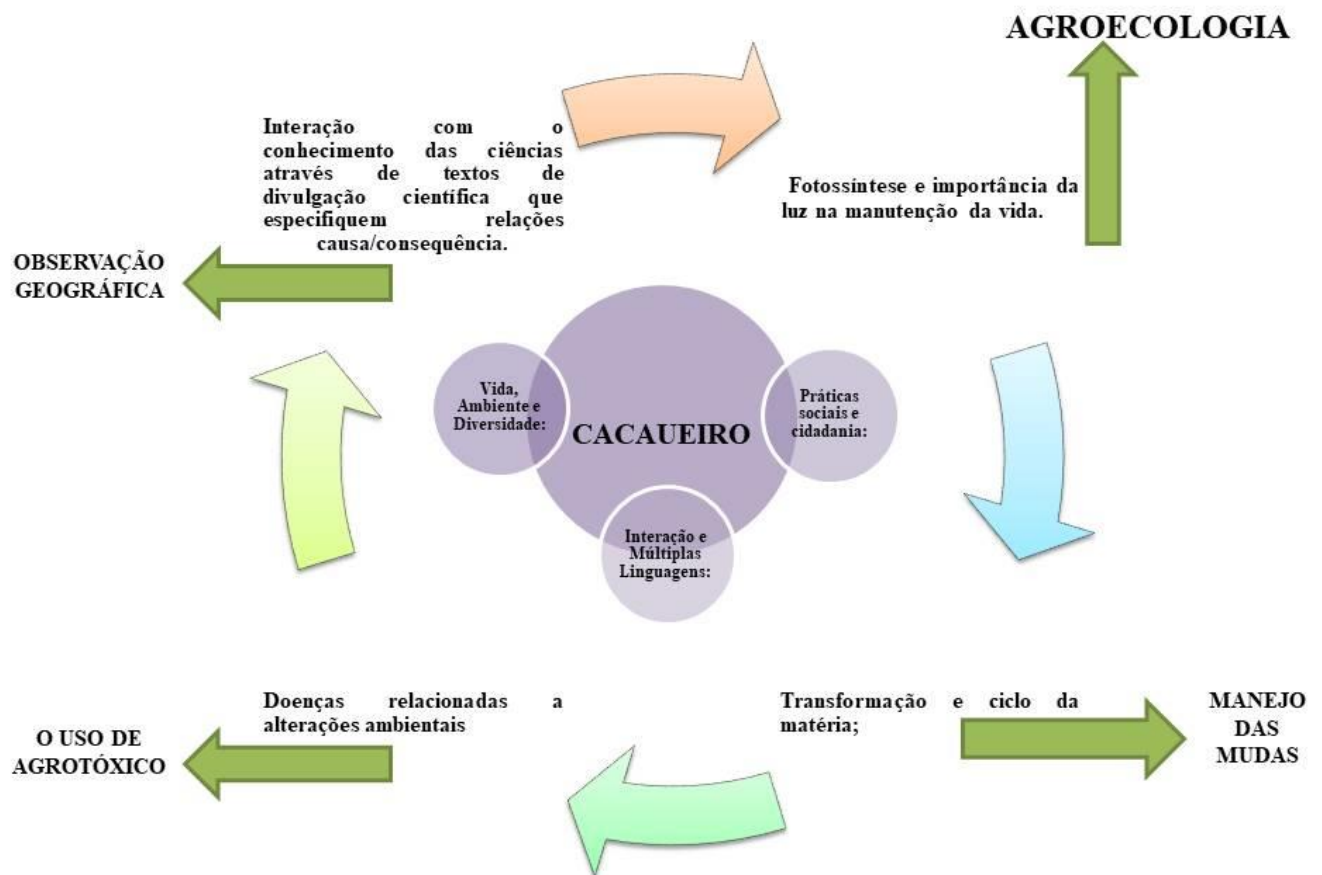 AGROECOLOGIA
Interação com o
conhecimento das ciências
através de textos de
divulgação científica que
especifiquem relações
causa/consequência.
Fotossíntese e importância da
luz na manutenção da vida.
OBSERVAÇÃO
GEOGRÁFICA
Vida,
Ambiente e
Diversidade:
CACAUEIRO
Práticas
sociais e
cidadania:
Interação e
Múltiplas
Linguagens:
Doenças relacionadas a
alterações ambientais
Transformação e ciclo da
matéria;
O USO DE
AGROTÓXICO
MANEJO
DAS
MUDAS